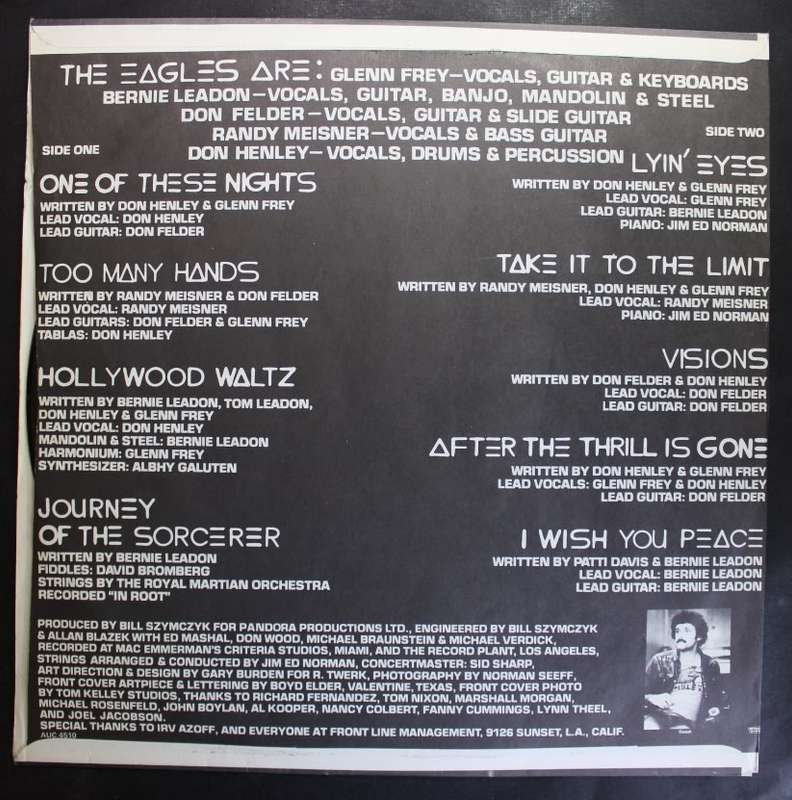 THE EAGLES ARE: GLENN FREY—VOCALS, GUITAR & KEYBOARDS
BERNIE LEADON—VOCALS, GUITAR, BANJO, MANDOLIN & STEEL
DON FELDER—VOCALS, GUITAR & SLIDE GUITAR
RANDY MEISNER—VOCALS & BASS GUITAR
DON HENLEY—VOCALS, DRUMS & PERCUSSION
SIDE ONE
ONE OF THESE NIGHTS
WRITTEN BY DON HENLEY & GLENN FREY
LEAD VOCAL: DON HENLEY
LEAD GUITAR: DON FELDER
TOO MANY HANDS
WRITTEN BY RANDY MEISNER & DON FELDER
LEAD VOCAL: RANDY MEISNER
LEAD GUITARS: DON FELDER & GLENN FREY
TABLAS: DON HENLEY
HOLLYWOOD WALTZ
WRITTEN BY BERNIE LEADON, TOM LEADON,
DON HENLEY & GLENN FREY
LEAD VOCAL: DON HENLEY
MANDOLIN & STEEL: BERNIE LEADON
HARMONIUM: GLENN FREY
SYNTHESIZER: ALBHY GALUTEN
JOURNEY
OF THE SORCERER
WRITTEN BY BERNIE LEADON
FIDDLES: DAVID BROMBERG
STRINGS BY THE ROYAL MARTIAN ORCHESTRA
RECORDED "IN ROOT"
SIDE TWO
LYIN' EYES
WRITTEN BY DON HENLEY & GLENN FREY
LEAD VOCAL: GLENN FREY
LEAD GUITAR: BERNIE LEADON
PIANO: JIM ED NORMAN
TAKE IT TO THE LIMIT
WRITTEN BY RANDY MEISNER, DON HENLEY & GLENN FREY
LEAD VOCAL: RANDY MEISNER
PIANO: JIM ED NORMAN
VISIONS
WRITTEN BY DON FELDER & DON HENLEY
LEAD VOCAL: DON FELDER
LEAD GUITAR: DON FELDER
AFTER THE THRILL IS GONE
WRITTEN BY DON HENLEY & GLENN FREY
LEAD VOCALS: GLENN FREY & DON HENLEY
LEAD GUITAR: DON FELDER
I WISH YOU PEACE
WRITTEN BY PATTI DAVIS & BERNIE LEADON
LEAD VOCAL: BERNIE LEADON
LEAD GUITAR: BERNIE LEADON
PRODUCED BY BILL SZYMCZYK FOR PANDORA PRODUCTIONS LTD., ENGINEERED BY BILL SZYMCZYK
& ALLAN BLAZEK WITH ED MASHAL, DON WOOD, MICHAEL BRAUNSTEIN & MICHAEL VERDICK,
RECORDED AT MAC EMMERMAN'S CRITERIA STUDIOS, MIAMI, AND THE RECORD PLANT, LOS ANGELES,
STRINGS ARRANGED & CONDUCTED BY JIM ED NORMAN, CONCERTMASTER: SID SHARP,
ART DIRECTION & DESIGN BY GARY BURDEN FOR R. TWERK, PHOTOGRAPHY BY NORMAN SEEFF,
FRONT COVER ARTPIECE & LETTERING BY BOYD ELDER, VALENTINE, TEXAS, FRONT COVER PHOTO
BY TOM KELLEY STUDIOS, THANKS TO RICHARD FERNANDEZ, TOM NIXON, MARSHALL MORGAN,
MICHAEL ROSENFELD, JOHN BOYLAN, AL KOOPER, NANCY COLBERT, FANNY CUMMINGS, LYNN THEEL,
AND JOEL JACOBSON.
SPECIAL THANKS TO IRV AZOFF, AND EVERYONE AT FRONT LINE MANAGEMENT, 9126 SUNSET, L.A., CALIF.
AUC 4519